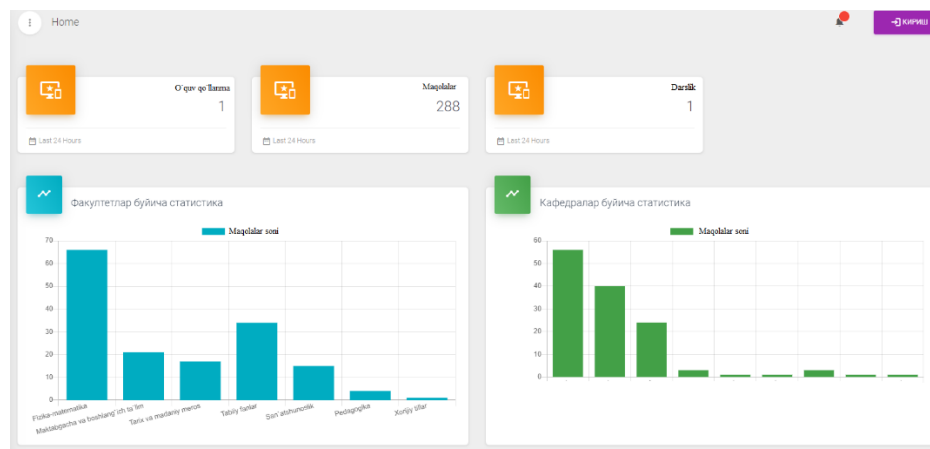 Home
КИРИШ
O`quv qo`llanma
1
Last 24 Hours
Maqolalar
288
Last 24 Hours
Darslik
1
Last 24 Hours
Факултетлар буйича статистика
Maqolalar soni
70
60
50
40
30
20
10
0
Fizika-matematika
Maktabgacha va boshlang`ich ta`lim
Tarix va madaniy meros
Tabiiy fanlar
San`atshunoslik
Pedagogika
Xorijiy tillar
Кафедралар буйича статистика
Maqolalar soni
60
50
40
30
20
10
0